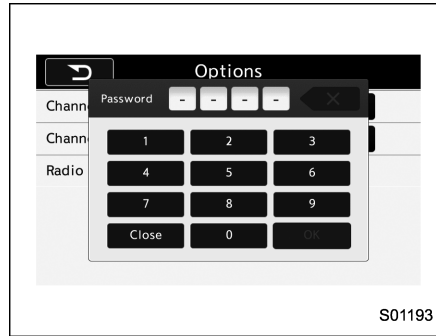 Options
Password - - - -
Chann
Chann
Radio
1 2 3
4 5 6
7 8 9
Close 0 OK
S01193